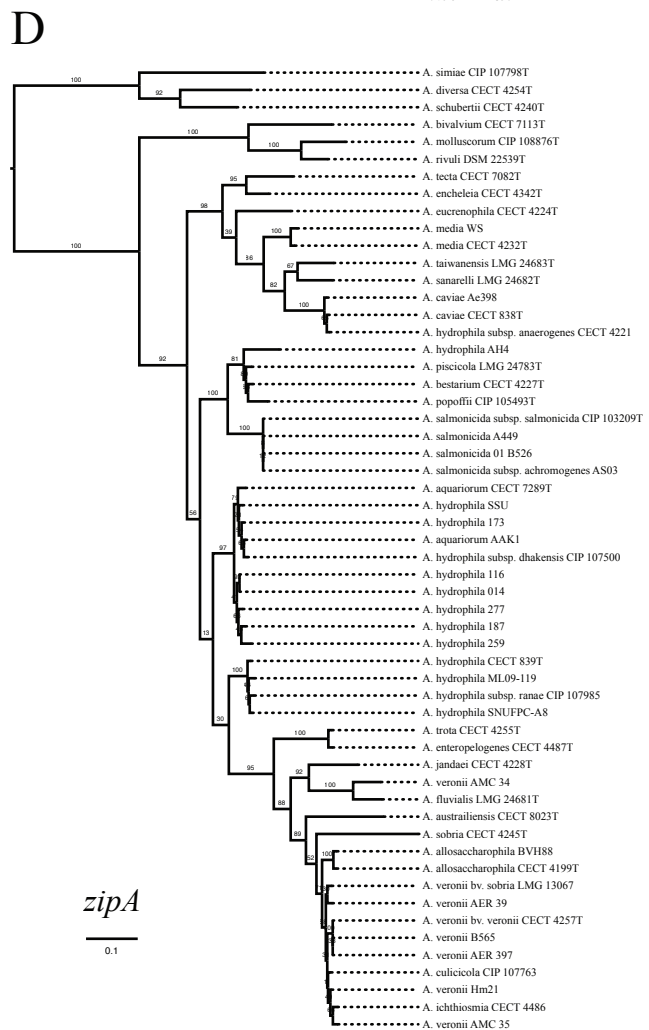 D
A. simiae CIP 107798T
A. diversa CECT 4254T
A. schubertii CECT 4240T
A. bivalvium CECT 7113T
A. molluscorum CIP 108876T
A. rivuli DSM 22539T
A. tecta CECT 7082T
A. encheleia CECT 4342T
A. eucrenophila CECT 4224T
A. media WS
A. media CECT 4232T
A. taiwanensis LMG 24683T
A. sanarelli LMG 24682T
A. caviae Ae398
A. caviae CECT 838T
A. hydrophila subsp. anaerogenes CECT 4221
A. hydrophila AH4
A. piscicola LMG 24783T
A. bestarium CECT 4227T
A. popoffii CIP 105493T
A. salmonicida subsp. salmonicida CIP 103209T
A. salmonicida A449
A. salmonicida 01 B526
A. salmonicida subsp. achromogenes AS03
A. aquariorum CECT 7289T
A. hydrophila SSU
A. hydrophila 173
A. aquariorum AAK1
A. hydrophila subsp. dhakensis CIP 107500
A. hydrophila 116
A. hydrophila 014
A. hydrophila 277
A. hydrophila 187
A. hydrophila 259
A. hydrophila CECT 839T
A. hydrophila ML09-119
A. hydrophila subsp. ranae CIP 107985
A. hydrophila SNUFPC-A8
A. trota CECT 4255T
A. enteropelogenes CECT 4487T
A. jandaei CECT 4228T
A. veronii AMC 34
A. fluvialis LMG 24681T
A. austrailiensis CECT 8023T
A. sobria CECT 4245T
A. allosaccharophila BVH88
A. allosaccharophila CECT 4199T
A. veronii bv. sobria LMG 13067
A. veronii AER 39
A. veronii bv. veronii CECT 4257T
A. veronii B565
A. veronii AER 397
A. culicicola CIP 107763
A. veronii Hm21
A. ichthiosmia CECT 4486
A. veronii AMC 35
100
92
100
100
100
92
98
95
39
100
67
82
100
56
100
81
100
13
97
30
100
95
100
88
92
100
89
52
100
zipA
0.1